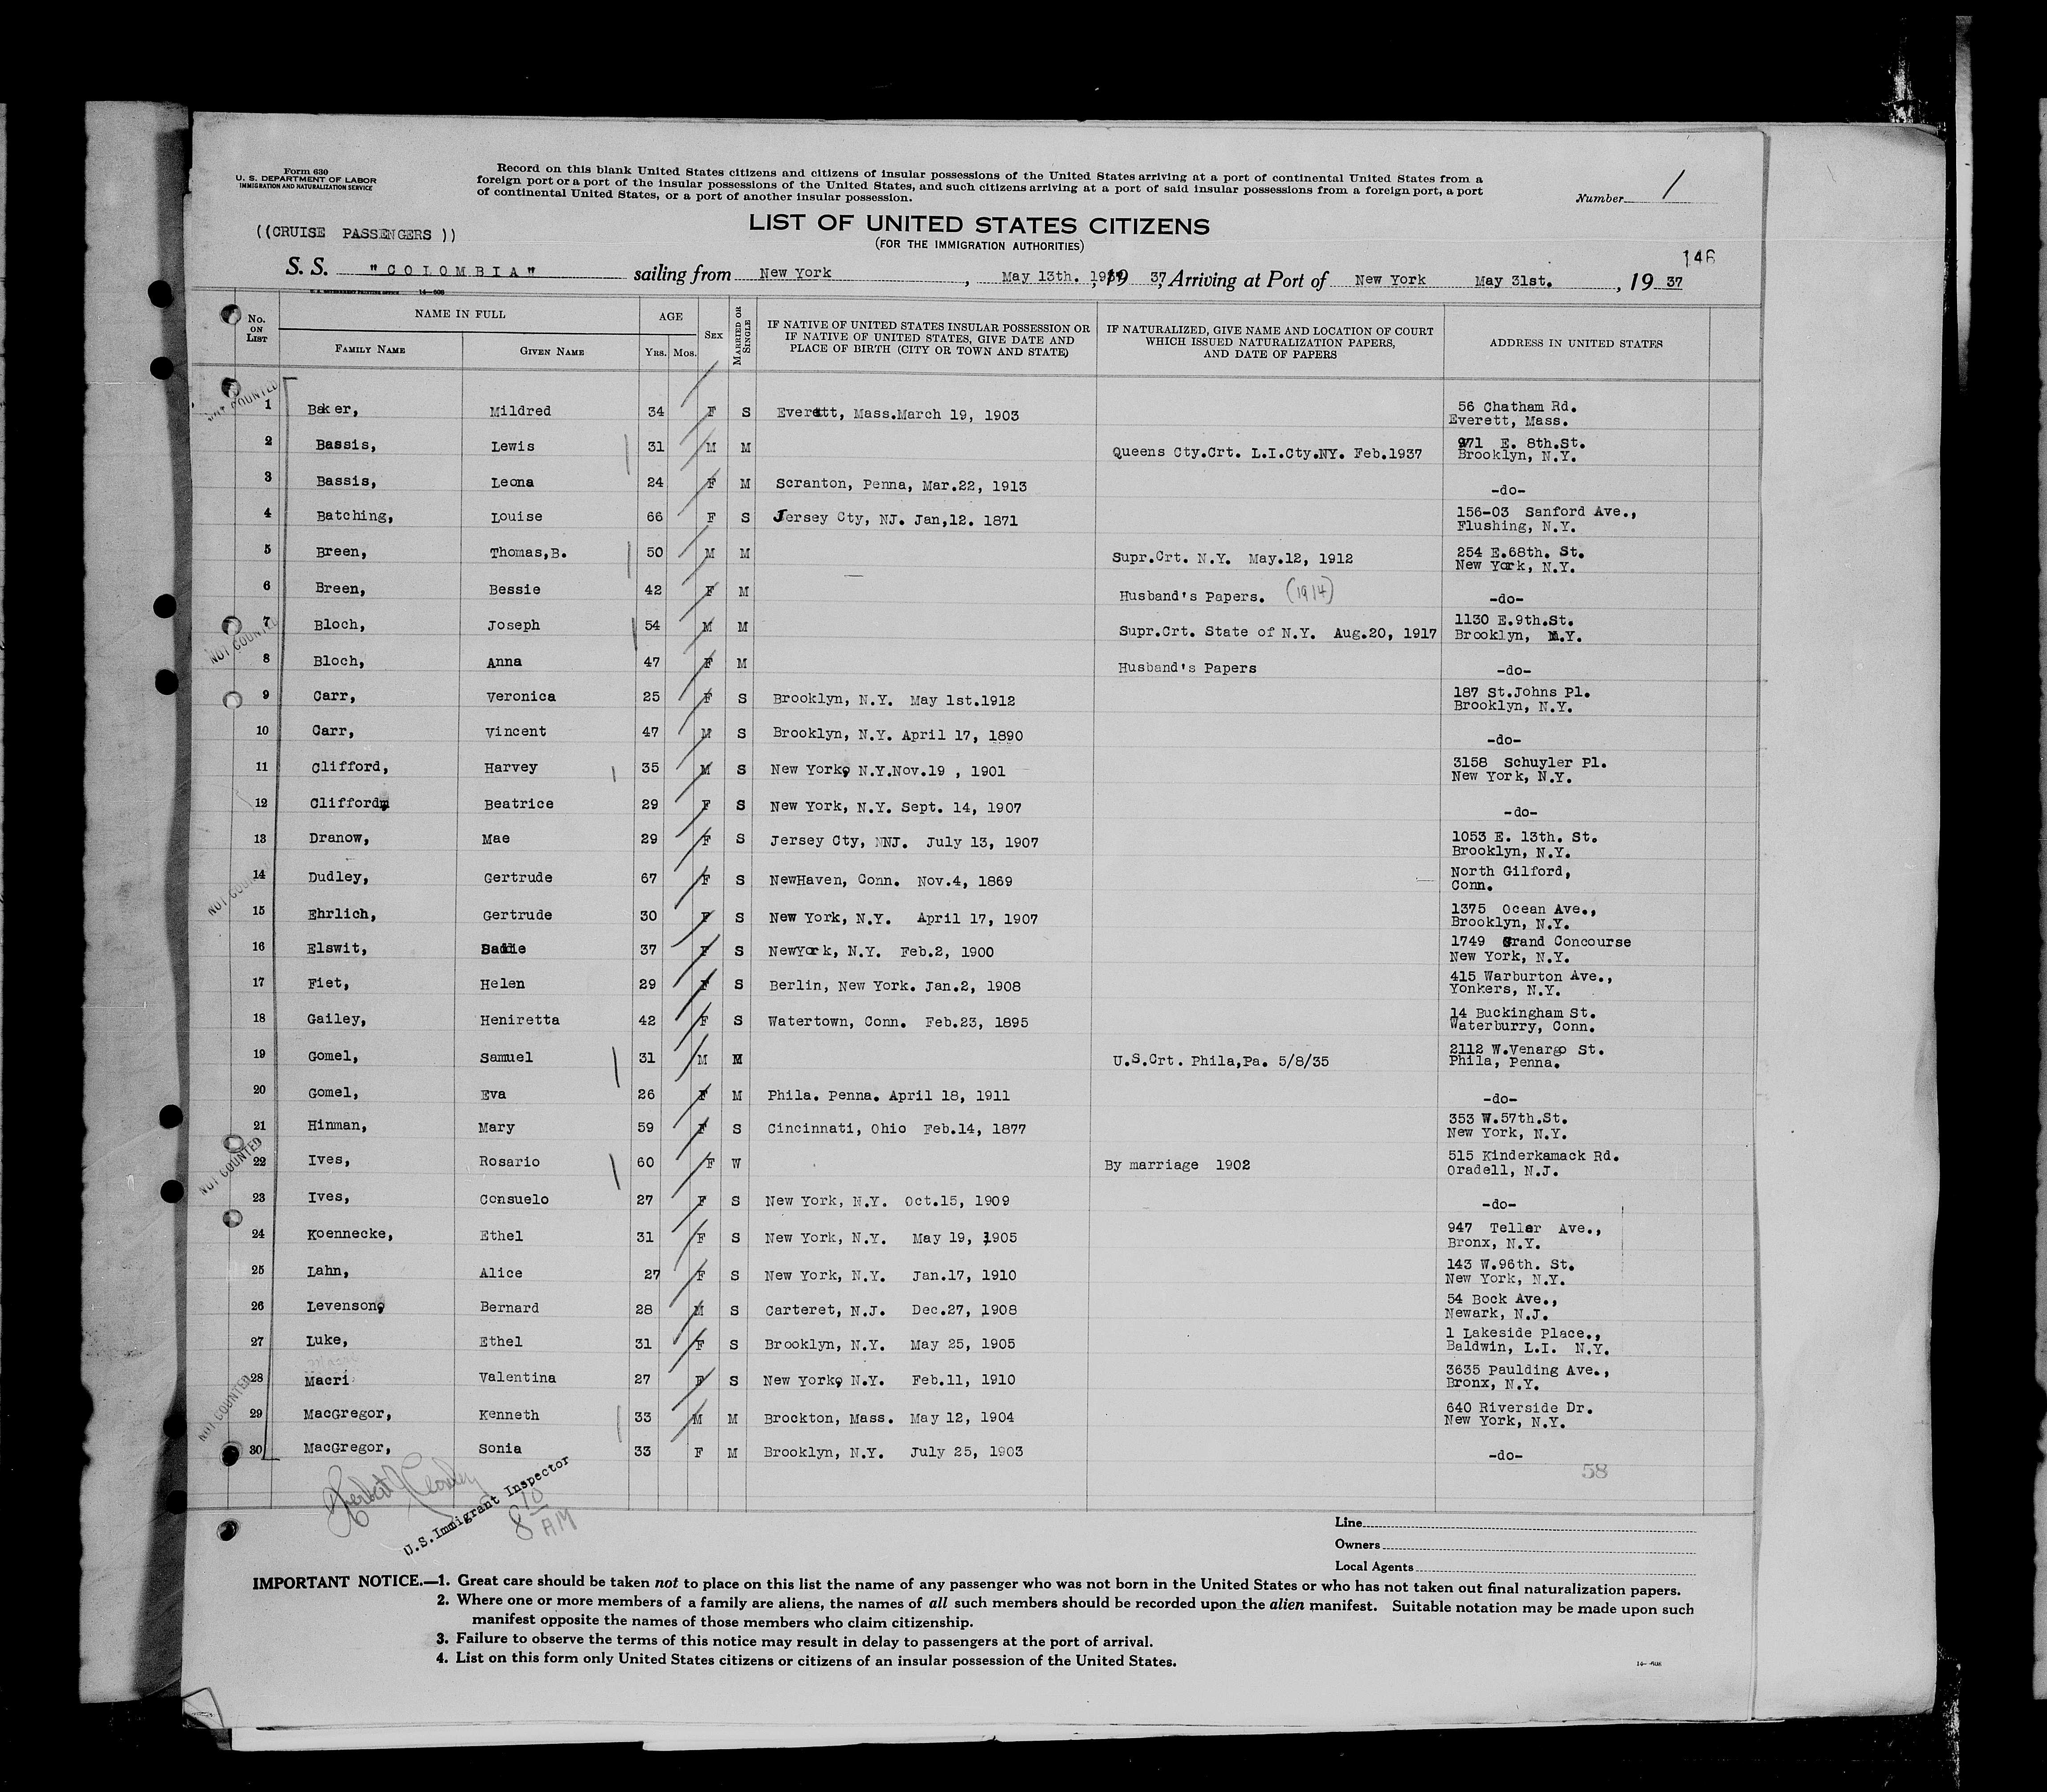 Form 630
U. S. DEPARTMENT OF LABOR
IMMIGRATION AND NATURALIZATION SERVICE
Record on this blank United States citizens and citizens of insular possessions of the United States arriving at a port of continental United States from a
foreign port or a port of the insular possessions of the United States, and such citizens arriving at a port of said insular possessions from a foreign port, a port
of continental United States, or a port of another insular possession.
Number 1
LIST OF UNITED STATES CITIZENS
(FOR THE IMMIGRATION AUTHORITIES)
((CRUISE PASSENGERS ))
146
S. S. "COLOMBIA" sailing from New York, May 13th. 1937, 19 37, Arriving at Port of New York May 31st., 19 37
No. ON LIST NAME IN FULL AGE SEX MARRIED OR SINGLE IF NATIVE OF UNITED STATES INSULAR POSSESSION OR IF NATIVE OF UNITED STATES, GIVE DATE AND PLACE OF BIRTH (CITY OR TOWN AND STATE) IF NATURALIZED, GIVE NAME AND LOCATION OF COURT WHICH ISSUED NATURALIZATION PAPERS, AND DATE OF PAPERS ADDRESS IN UNITED STATES
FAMILY NAME GIVEN NAME YRS. MOS.
1 Baker, Mildred 34 F S Everett, Mass.March 19, 1903 56 Chatham Rd.
Everett, Mass.
2 Bassis, Lewis 31 M M Queens Cty.Crt. L.I.Cty.NY. Feb.1937 971 E. 8th.St.
Brooklyn, N.Y.
3 Bassis, Leona 24 F M Scranton, Penna, Mar.22, 1913 -do-
4 Batching, Louise 66 F S Jersey Cty, NJ. Jan,12. 1871 156-03 Sanford Ave.,
Flushing, N.Y.
5 Breen, Thomas,B. 50 M M Supr.Crt. N.Y. May.12, 1912 254 E.68th. St.
New York, N.Y.
6 Breen, Bessie 42 F M Husband's Papers. (1914) -do-
7 Bloch, Joseph 54 M M Supr.Crt. State of N.Y. Aug.20, 1917 1130 E.9th.St.
Brooklyn, N.Y.
8 Bloch, Anna 47 F M Husband's Papers -do-
9 Carr, Veronica 25 F S Brooklyn, N.Y. May 1st.1912 187 St.Johns Pl.
Brooklyn, N.Y.
10 Carr, Vincent 47 M S Brooklyn, N.Y. April 17, 1890 -do-
11 Clifford, Harvey 35 M S New York, N.Y.Nov.19 , 1901 3158 Schuyler Pl.
New York, N.Y.
12 Clifford, Beatrice 29 F S New York, N.Y. Sept. 14, 1907 -do-
13 Dranow, Mae 29 F S Jersey Cty, NNJ. July 13, 1907 1053 E. 13th. St.
Brooklyn, N.Y.
14 Dudley, Gertrude 67 F S NewHaven, Conn. Nov.4, 1869 North Gilford,
Conn.
15 Ehrlich, Gertrude 30 F S New York, N.Y. April 17, 1907 1375 Ocean Ave.,
Brooklyn, N.Y.
16 Elswit, 37 F S NewYork, N.Y. Feb.2, 1900 1749 Grand Concourse
New York, N.Y.
17 Fiet, Helen 29 F S Berlin, New York. Jan.2, 1908 415 Warburton Ave.,
Yonkers, N.Y.
18 Gailey, Heniretta 42 F S Watertown, Conn. Feb.23, 1895 14 Buckingham St.
Waterburry, Conn.
19 Gomel, Samuel 31 M M U.S.Crt. Phila,Pa. 5/8/35 2112 W.Venargo St.
Phila, Penna.
20 Gomel, Eva 26 F M Phila. Penna. April 18, 1911 -do-
21 Hinman, Mary 59 F S Cincinnati, Ohio Feb.14, 1877 353 W.57th.St.
New York, N.Y.
22 Ives, Rosario 60 F W By marriage 1902 515 Kinderkamack Rd.
Oradell, N.J.
23 Ives, Consuelo 27 F S New York, N.Y. Oct.15, 1909 -do-
24 Koennecke, Ethel 31 F S New York, N.Y. May 19, 1905 947 Teller Ave.,
Bronx, N.Y.
25 Lahn, Alice 27 F S New York, N.Y. Jan.17, 1910 143 W.96th. St.
New York, N.Y.
26 Levenson, Bernard 28 M S Carteret, N.J. Dec.27, 1908 54 Bock Ave.,
Newark, N.J.
27 Luke, Ethel 31 F S Brooklyn, N.Y. May 25, 1905 1 Lakeside Place.,
Baldwin, L.I. N.Y.
28 Macri Valentina 27 F S New York, N.Y. Feb.11, 1910 3635 Paulding Ave.,
Bronx, N.Y.
29 MacGregor, Kenneth 33 M M Brockton, Mass. May 12, 1904 640 Riverside Dr.
New York, N.Y.
30 MacGregor, Sonia 33 F M Brooklyn, N.Y. July 25, 1903 -do-
58
NOT COUNTED
NOT COUNTED
NOT COUNTED
NOT COUNTED
NOT COUNTED
U.S.Immigrant Inspector
8 10 AM
Line
Owners
Local Agents
IMPORTANT NOTICE.—1. Great care should be taken not to place on this list the name of any passenger who was not born in the United States or who has not taken out final naturalization papers.
2. Where one or more members of a family are aliens, the names of all such members should be recorded upon the alien manifest. Suitable notation may be made upon such
manifest opposite the names of those members who claim citizenship.
3. Failure to observe the terms of this notice may result in delay to passengers at the port of arrival.
4. List on this form only United States citizens or citizens of an insular possession of the United States.